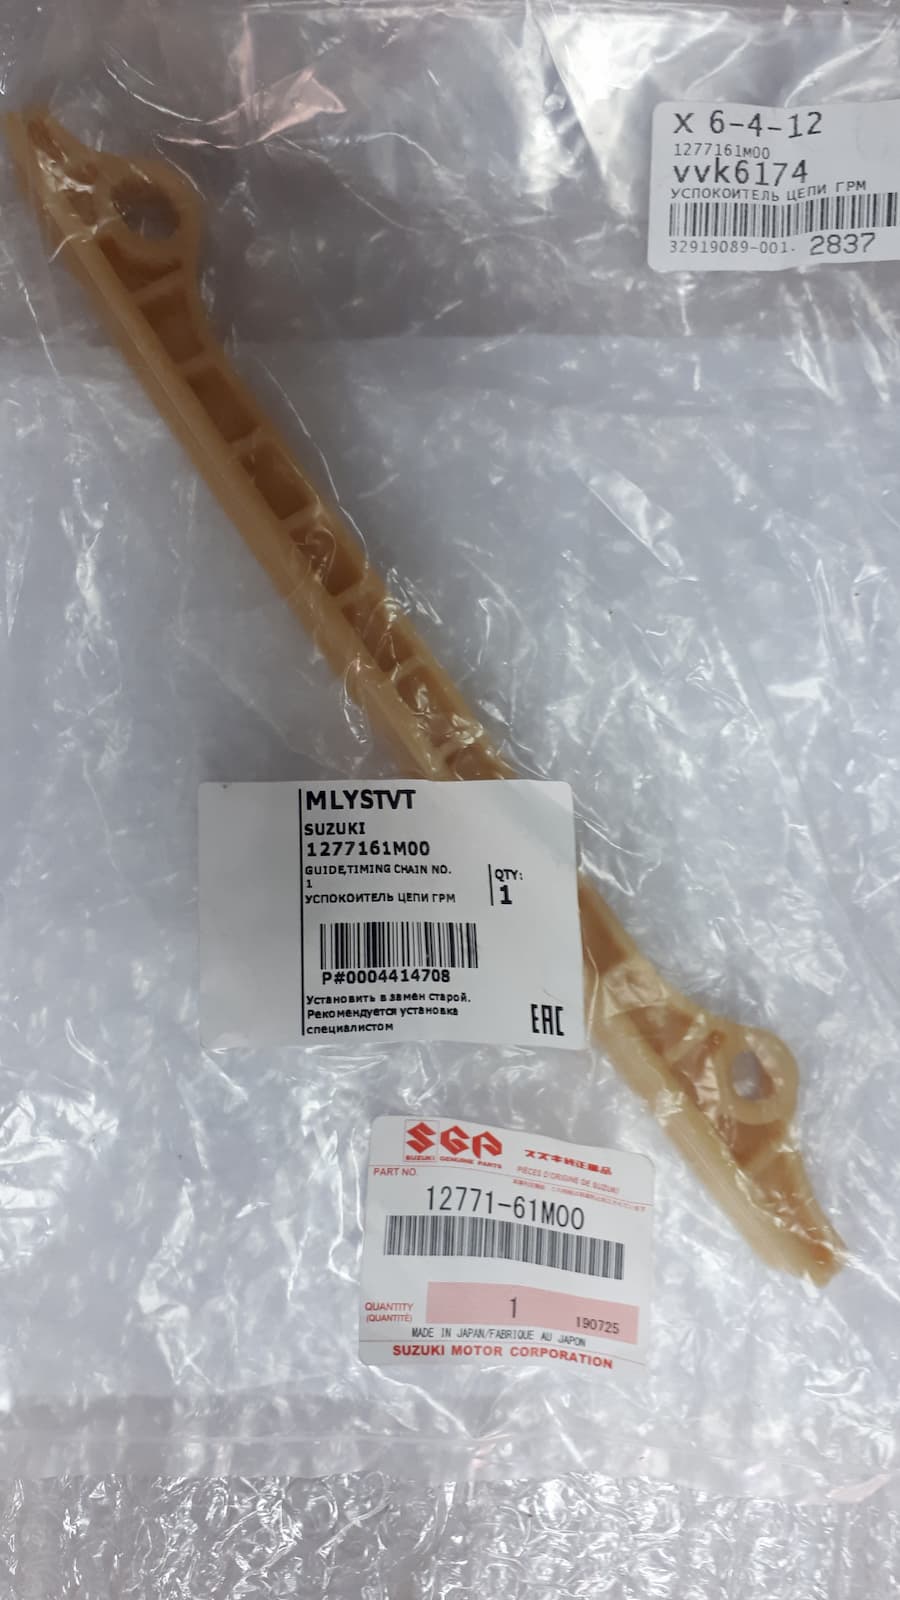 X 6-4-12
1277161M00
vvk6174
УСПОКОИТЕЛЬ ЦЕПИ ГРМ
32919089-001. 2837
MLYSTVT
SUZUKI
1277161M00
GUIDE,TIMING CHAIN NO.
1
УСПОКОИТЕЛЬ ЦЕПИ ГРМ
QTY:
1
P#0004414708
Установить в замен старой.
Рекомендуется установка
специалистом
EAC
SGP
SUZUKI GENUINE PARTS
スズキ純正部品
PIÈCES D'ORIGINE DE SUZUKI
PART NO.
12771-61M00
QUANTITY
(QUANTITÉ)
1
190725
MADE IN JAPAN/FABRIQUE AU JAPON
SUZUKI MOTOR CORPORATION